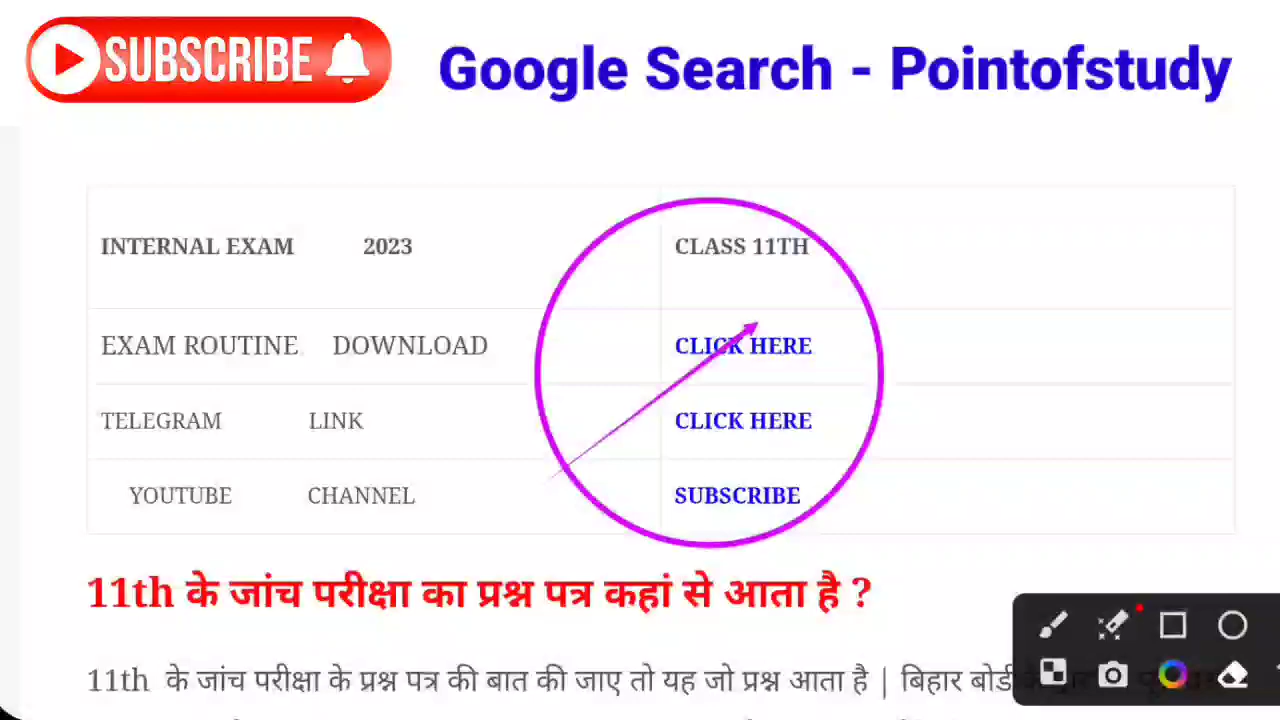 SUBSCRIBE
Google Search - Pointofstudy
INTERNAL EXAM 2023 CLASS 11TH
EXAM ROUTINE DOWNLOAD CLICK HERE
TELEGRAM LINK CLICK HERE
YOUTUBE CHANNEL SUBSCRIBE
11th के जांच परीक्षा का प्रश्न पत्र कहां से आता है ?
11th के जांच परीक्षा के प्रश्न पत्र की बात की जाए तो यह जो प्रश्न आता है | बिहार बोर्ड